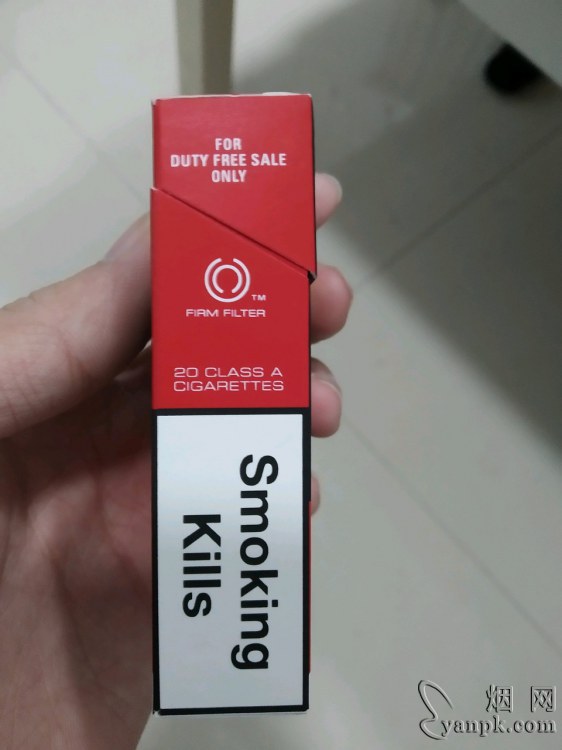 FOR
DUTY FREE SALE
ONLY
TM
FIRM FILTER
20 CLASS A
CIGARETTES
Smoking
Kills
烟网
yanpk.com